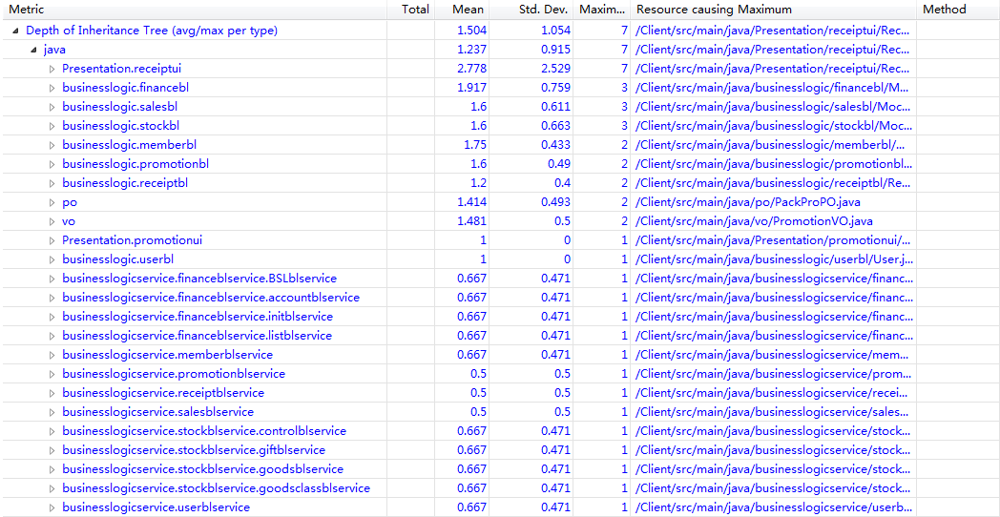 Metric Total Mean Std. Dev. Maxim... Resource causing Maximum Method
Depth of Inheritance Tree (avg/max per type) 1.504 1.054 7 /Client/src/main/java/Presentation/receiptui/Rec...
java 1.237 0.915 7 /Client/src/main/java/Presentation/receiptui/Rec...
Presentation.receiptui 2.778 2.529 7 /Client/src/main/java/Presentation/receiptui/Rec...
businesslogic.financebl 1.917 0.759 3 /Client/src/main/java/businesslogic/financebl/M...
businesslogic.salesbl 1.6 0.611 3 /Client/src/main/java/businesslogic/salesbl/Moc...
businesslogic.stockbl 1.6 0.663 3 /Client/src/main/java/businesslogic/stockbl/Moc...
businesslogic.memberbl 1.75 0.433 2 /Client/src/main/java/businesslogic/memberbl/...
businesslogic.promotionbl 1.6 0.49 2 /Client/src/main/java/businesslogic/promotionbl...
businesslogic.receiptbl 1.2 0.4 2 /Client/src/main/java/businesslogic/receiptbl/Re...
po 1.414 0.493 2 /Client/src/main/java/po/PackProPO.java
vo 1.481 0.5 2 /Client/src/main/java/vo/PromotionVO.java
Presentation.promotionui 1 0 1 /Client/src/main/java/Presentation/promotionui/...
businesslogic.userbl 1 0 1 /Client/src/main/java/businesslogic/userbl/User.j...
businesslogicservice.financeblservice.BSLblservice 0.667 0.471 1 /Client/src/main/java/businesslogicservice/financ...
businesslogicservice.financeblservice.accountblservice 0.667 0.471 1 /Client/src/main/java/businesslogicservice/financ...
businesslogicservice.financeblservice.initblservice 0.667 0.471 1 /Client/src/main/java/businesslogicservice/financ...
businesslogicservice.financeblservice.listblservice 0.667 0.471 1 /Client/src/main/java/businesslogicservice/financ...
businesslogicservice.memberblservice 0.667 0.471 1 /Client/src/main/java/businesslogicservice/mem...
businesslogicservice.promotionblservice 0.5 0.5 1 /Client/src/main/java/businesslogicservice/prom...
businesslogicservice.receiptblservice 0.5 0.5 1 /Client/src/main/java/businesslogicservice/recei...
businesslogicservice.salesblservice 0.5 0.5 1 /Client/src/main/java/businesslogicservice/sales...
businesslogicservice.stockblservice.controlblservice 0.667 0.471 1 /Client/src/main/java/businesslogicservice/stock...
businesslogicservice.stockblservice.giftblservice 0.667 0.471 1 /Client/src/main/java/businesslogicservice/stock...
businesslogicservice.stockblservice.goodsblservice 0.667 0.471 1 /Client/src/main/java/businesslogicservice/stock...
businesslogicservice.stockblservice.goodsclassblservice 0.667 0.471 1 /Client/src/main/java/businesslogicservice/stock...
businesslogicservice.userblservice 0.667 0.471 1 /Client/src/main/java/businesslogicservice/userb...